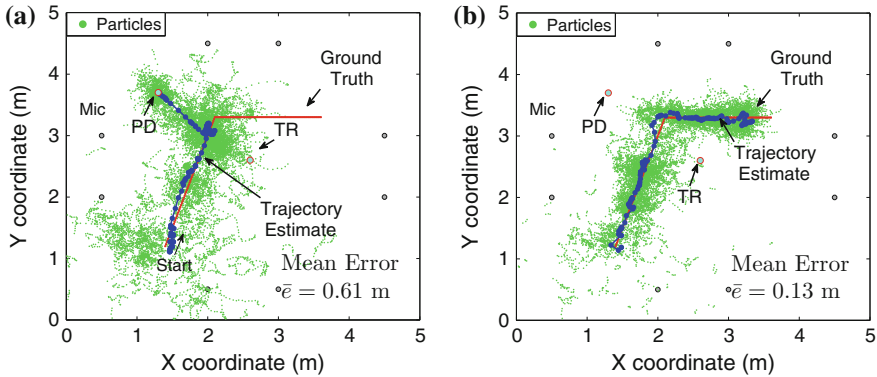 (a)
Particles
Ground
Truth
Mic
PD
TR
Trajectory
Estimate
Start
Mean Error
ē = 0.61 m
Y coordinate (m)
5
4
3
2
1
0
0 1 2 3 4 5
X coordinate (m)
(b)
Particles
Ground
Truth
Mic
PD
Trajectory
Estimate
TR
Mean Error
ē = 0.13 m
Y coordinate (m)
5
4
3
2
1
0
0 1 2 3 4 5
X coordinate (m)